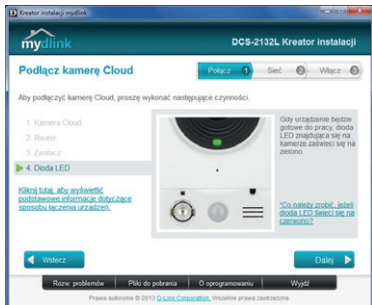 Kreator instalacji mydlink
mydlink
DCS-2132L Kreator instalacji
Podłącz kamerę Cloud
Połącz 1 Sieć 2 Włącz 3
Aby podłączyć kamerę Cloud, proszę wykonać następujące czynności.
1. Kamera Cloud
2. Router
3. Zasilacz
4. Dioda LED
Kliknij tutaj, aby wyświetlić
podstawowe informacje dotyczące
sposobu łączenia urządzeń.
Gdy urządzenie będzie
gotowe do pracy, dioda
LED znajdująca się na
kamerze zaświeci się na
zielono.
*Co należy zrobić, jeżeli
dioda LED świeci się na
czerwono?
Wstecz
Dalej
Rozw. problemów Pliki do pobrania O oprogramowaniu Wyjdź
Prawa autorskie © 2013 D-Link Corporation. Wszelkie prawa zastrzeżone.